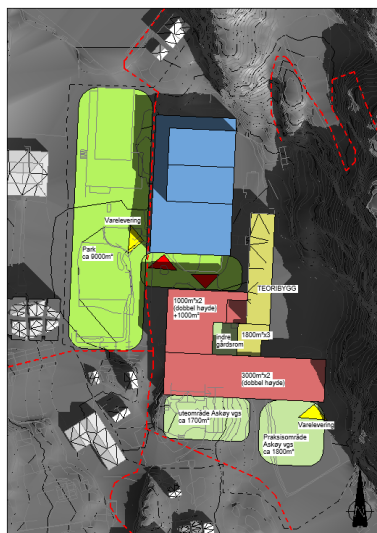 Varelevering
Park
ca 9000m²
TEORIBYGG
1000m²x2
(dobbel høyde)
+1000m²
indre
gårdsrom
1800m²x3
3000m²x2
(dobbel høyde)
uteområde Askøy vgs
ca 1700m²
Varelevering
Praksisområde
Askøy vgs
ca 1800m²
N